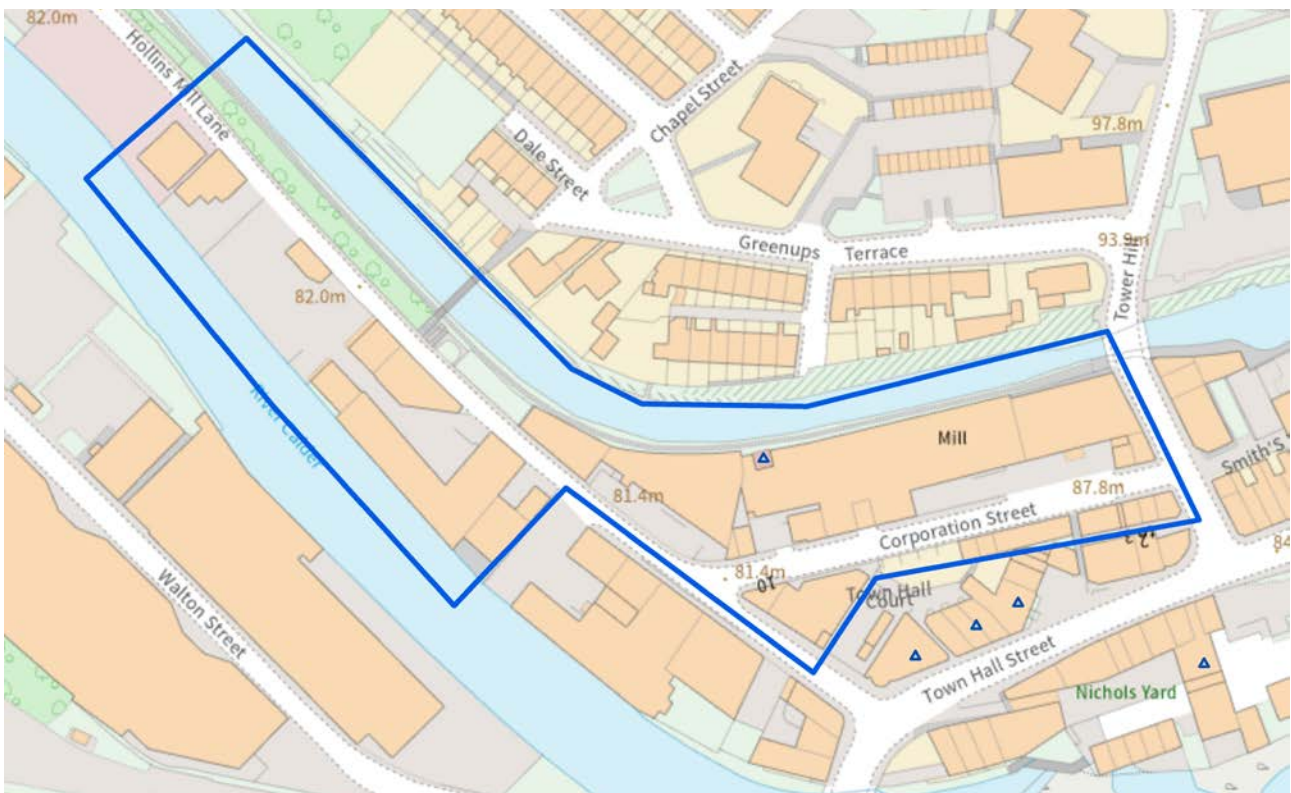 82.0m
Hollins Mill Lane
Chapel Street
Dale Street
97.8m
Greenups Terrace
93.9m
Tower Hill
82.0m
River Calder
Mill
Smith'S
81.4m
87.8m
Corporation Street
81.4m
10
Town Hall
Court
84
Walton Street
Town Hall Street
Nichols Yard